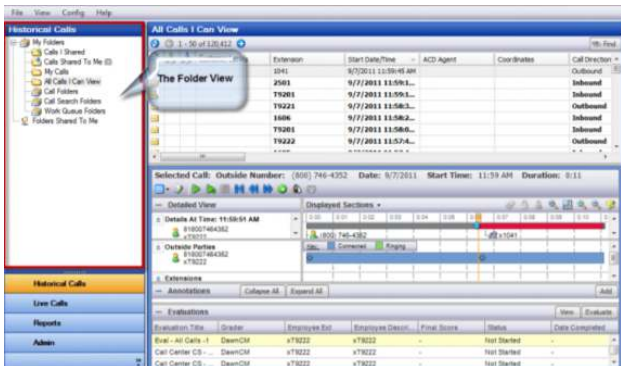 File View Config Help
Historical Calls
My Folders
Calls I Shared
Calls Shared To Me (0)
My Calls
All Calls I Can View
Call Folders
Call Search Folders
Work Queue Folders
Folders Shared To Me
Historical Calls
Live Calls
Reports
Admin
The Folder View
All Calls I Can View
1 - 50 of 120,412
Find
Extension Start Date/Time ACD Agent Coordinates Call Direction
1041 9/7/2011 11:59:45 AM Outbound
2501 9/7/2011 11:59:1... Inbound
T9201 9/7/2011 11:59:1... Inbound
T9221 9/7/2011 11:58:3... Outbound
1606 9/7/2011 11:58:2... Inbound
T9201 9/7/2011 11:58:0... Inbound
T9222 9/7/2011 11:57:4... Outbound
Selected Call: Outside Number: (800) 746-4352 Date: 9/7/2011 Start Time: 11:59 AM Duration: 0:11
Detailed View Displayed Sections
Details At Time: 11:59:51 AM
(800) 746-4352 x1041
Outside Parties
Key: Connected Ringing
Extensions
Annotations Collapse All Expand All Add
Evaluations View Evaluate
Evaluation Title Grader Employee Ext Employee Descri... Final Score Status Date Completed
Eval - All Calls -1 DawnCM xT9222 xT9222 - Not Started -
Call Center CS - ... DawnCM xT9222 xT9222 - Not Started -
Call Center CS - ... DawnCM xT9222 xT9222 - Not Started -